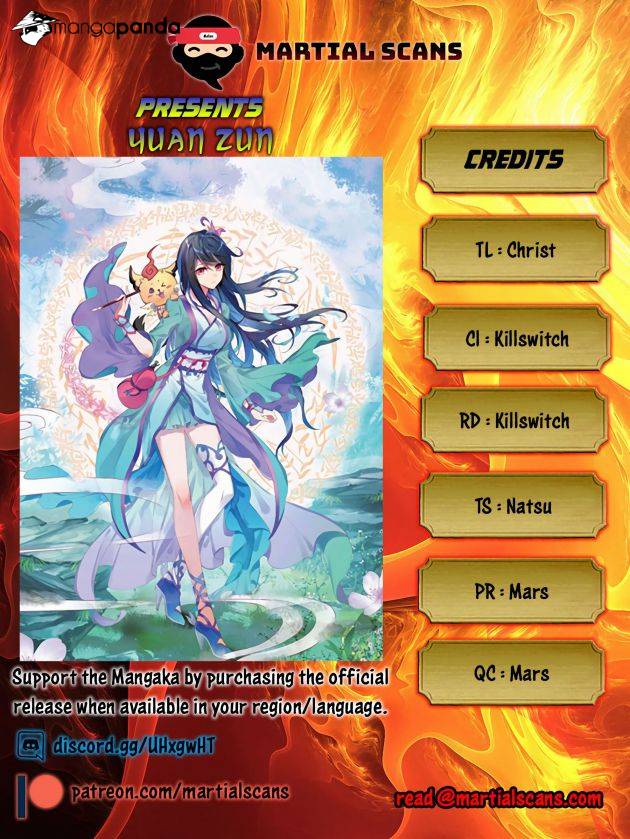 mangapanda
MARTIAL SCANS
PRESENTS
YUAN ZUN
CREDITS
TL : Christ
Cl : Killswitch
RD : Killswitch
TS : Natsu
PR : Mars
QC : Mars
Support the Mangaka by purchasing the official
release when available in your region/language.
discord.gg/UHxgwHT
patreon.com/martialscans
read @martialscans.com